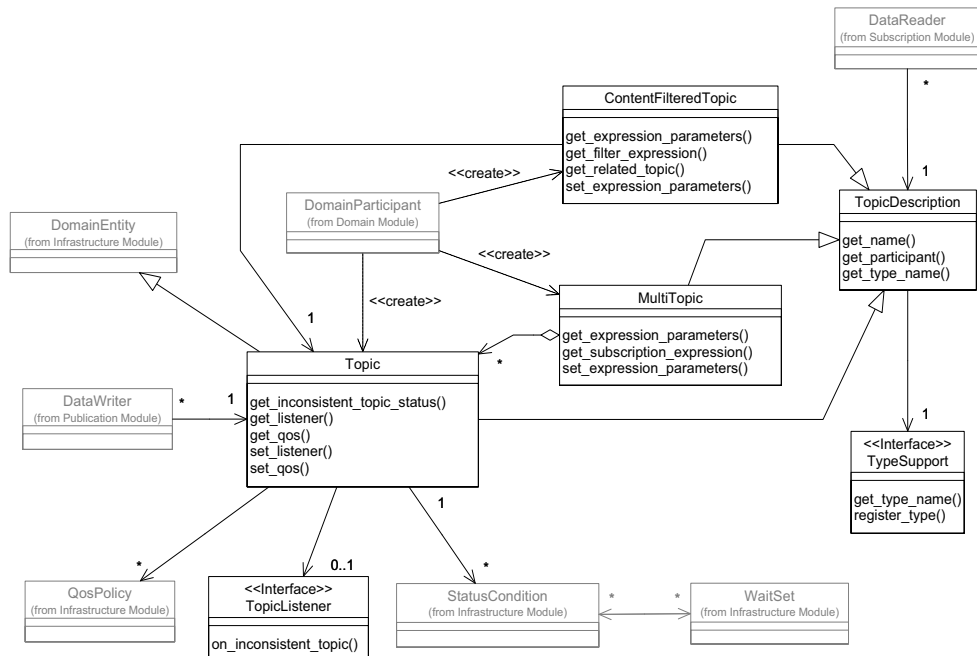 DataReader
(from Subscription Module)
*
1
ContentFilteredTopic
get_expression_parameters()
get_filter_expression()
get_related_topic()
set_expression_parameters()
<<create>>
DomainParticipant
(from Domain Module)
DomainEntity
(from Infrastructure Module)
TopicDescription
get_name()
get_participant()
get_type_name()
<<create>>
<<create>>
MultiTopic
get_expression_parameters()
get_subscription_expression()
set_expression_parameters()
1
*
Topic
get_inconsistent_topic_status()
get_listener()
get_qos()
set_listener()
set_qos()
DataWriter
(from Publication Module)
*
1
1
<<Interface>>
TypeSupport
get_type_name()
register_type()
1
*
0..1
*
QosPolicy
(from Infrastructure Module)
<<Interface>>
TopicListener
on_inconsistent_topic()
StatusCondition
(from Infrastructure Module)
*
*
WaitSet
(from Infrastructure Module)